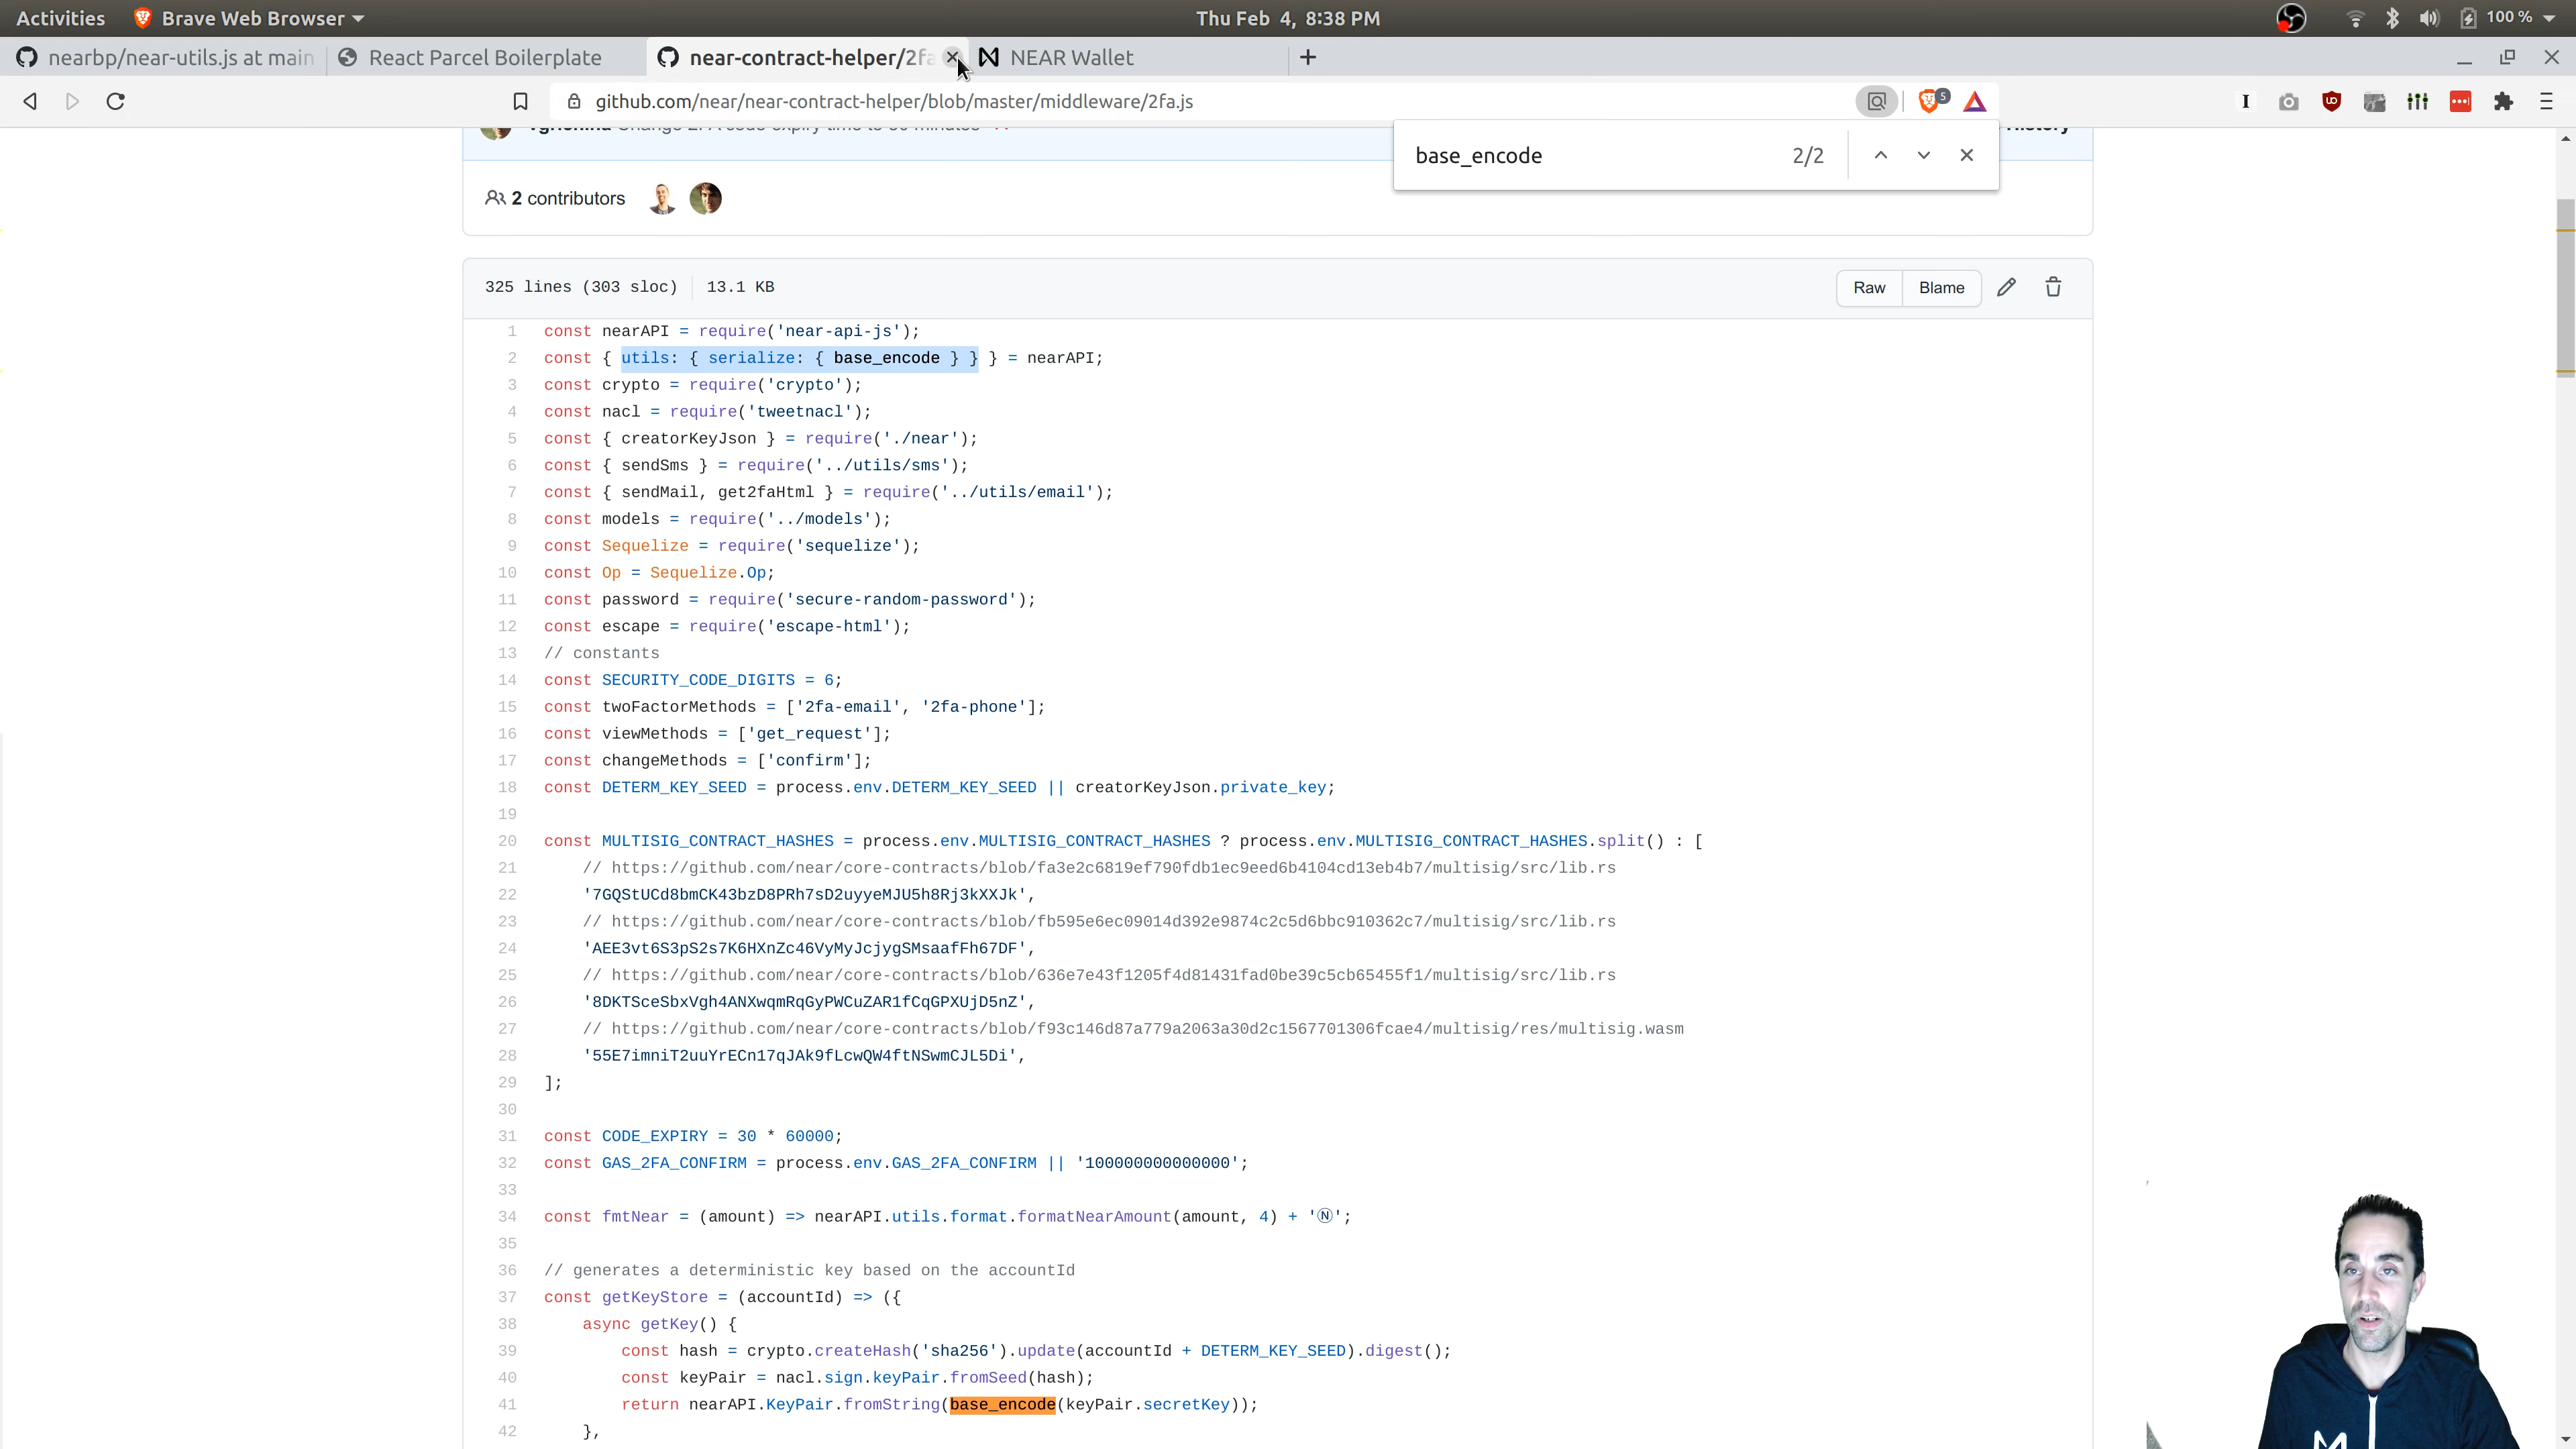 Activities Brave Web Browser Thu Feb 4, 8:38 PM 100 %
nearbp/near-utils.js at main React Parcel Boilerplate near-contract-helper/2fa NEAR Wallet
github.com/near/near-contract-helper/blob/master/middleware/2fa.js 5
base_encode 2/2
2 contributors
325 lines (303 sloc) 13.1 KB Raw Blame
1 const nearAPI = require('near-api-js');
2 const { utils: { serialize: { base_encode } } } = nearAPI;
3 const crypto = require('crypto');
4 const nacl = require('tweetnacl');
5 const { creatorKeyJson } = require('./near');
6 const { sendSms } = require('../utils/sms');
7 const { sendMail, get2faHtml } = require('../utils/email');
8 const models = require('../models');
9 const Sequelize = require('sequelize');
10 const Op = Sequelize.Op;
11 const password = require('secure-random-password');
12 const escape = require('escape-html');
13 // constants
14 const SECURITY_CODE_DIGITS = 6;
15 const twoFactorMethods = ['2fa-email', '2fa-phone'];
16 const viewMethods = ['get_request'];
17 const changeMethods = ['confirm'];
18 const DETERM_KEY_SEED = process.env.DETERM_KEY_SEED || creatorKeyJson.private_key;
19
20 const MULTISIG_CONTRACT_HASHES = process.env.MULTISIG_CONTRACT_HASHES ? process.env.MULTISIG_CONTRACT_HASHES.split() : [
21 // https://github.com/near/core-contracts/blob/fa3e2c6819ef790fdb1ec9eed6b4104cd13eb4b7/multisig/src/lib.rs
22 '7GQStUCd8bmCK43bzD8PRh7sD2uyyeMJU5h8Rj3kXXJk',
23 // https://github.com/near/core-contracts/blob/fb595e6ec09014d392e9874c2c5d6bbc910362c7/multisig/src/lib.rs
24 'AEE3vt6S3pS2s7K6HXnZc46VyMyJcjygSMsaafFh67DF',
25 // https://github.com/near/core-contracts/blob/636e7e43f1205f4d81431fad0be39c5cb65455f1/multisig/src/lib.rs
26 '8DKTSceSbxVgh4ANXwqmRqGyPWCuZAR1fCqGPXUjD5nZ',
27 // https://github.com/near/core-contracts/blob/f93c146d87a779a2063a30d2c1567701306fcae4/multisig/res/multisig.wasm
28 '55E7imniT2uuYrECn17qJAk9fLcwQW4ftNSwmCJL5Di',
29 ];
30
31 const CODE_EXPIRY = 30 * 60000;
32 const GAS_2FA_CONFIRM = process.env.GAS_2FA_CONFIRM || '100000000000000';
33
34 const fmtNear = (amount) => nearAPI.utils.format.formatNearAmount(amount, 4) + 'Ⓝ';
35
36 // generates a deterministic key based on the accountId
37 const getKeyStore = (accountId) => ({
38 async getKey() {
39 const hash = crypto.createHash('sha256').update(accountId + DETERM_KEY_SEED).digest();
40 const keyPair = nacl.sign.keyPair.fromSeed(hash);
41 return nearAPI.KeyPair.fromString(base_encode(keyPair.secretKey));
42 },